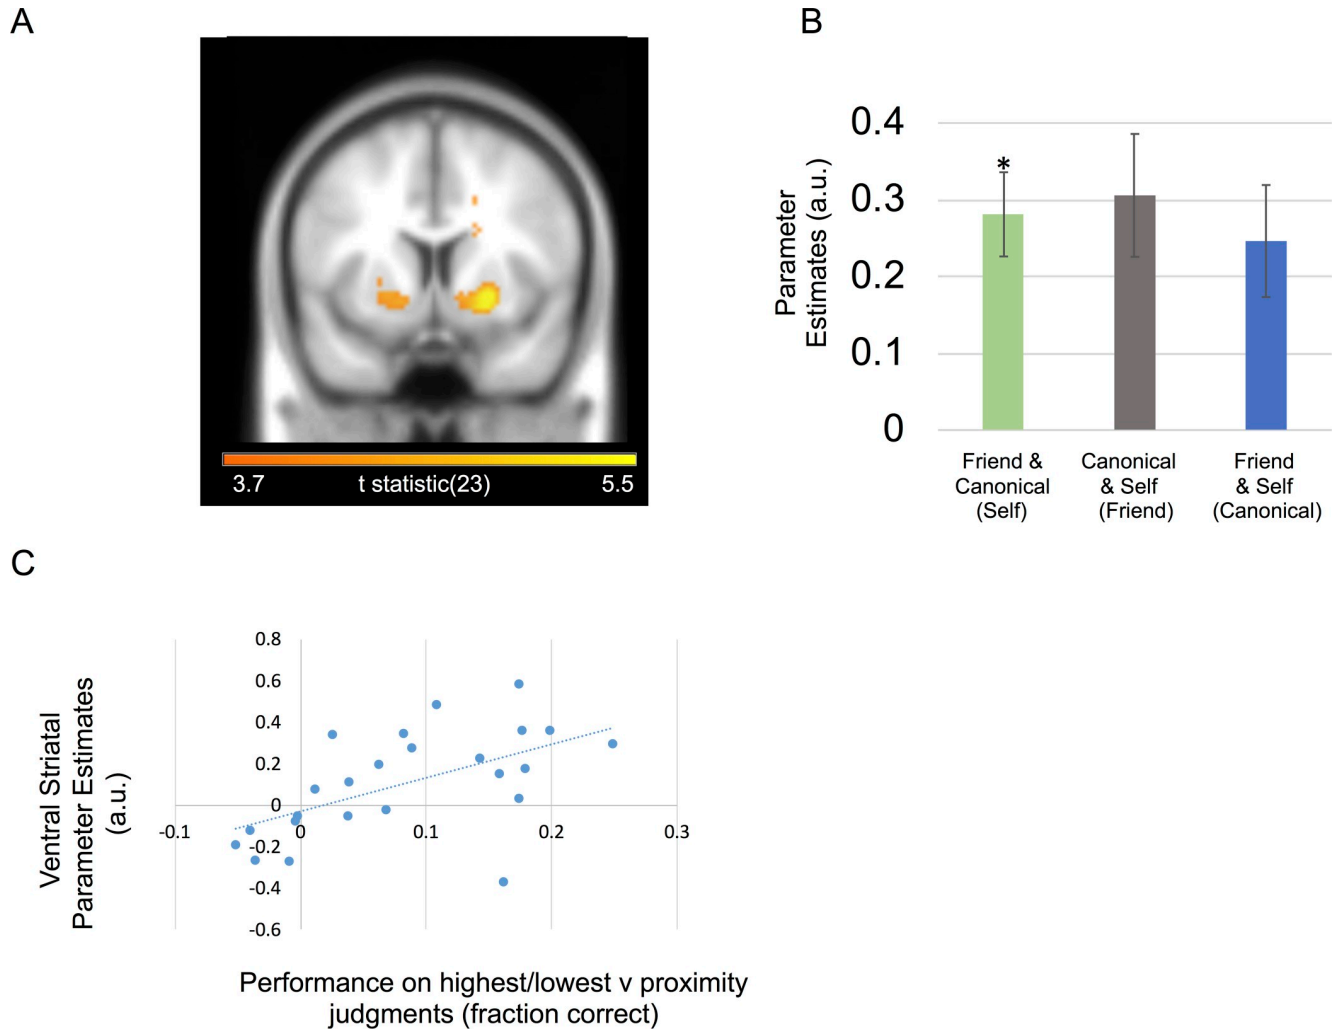 A
3.7 t statistic(23) 5.5
B
Parameter
Estimates (a.u.)
0.4
0.3
0.2
0.1
0
*
Friend &
Canonical
(Self)
Canonical
& Self
(Friend)
Friend
& Self
(Canonical)
C
Ventral Striatal
Parameter Estimates
(a.u.)
0.8
0.6
0.4
0.2
0
-0.2
-0.4
-0.6
-0.1 0 0.1 0.2 0.3
Performance on highest/lowest v proximity
judgments (fraction correct)